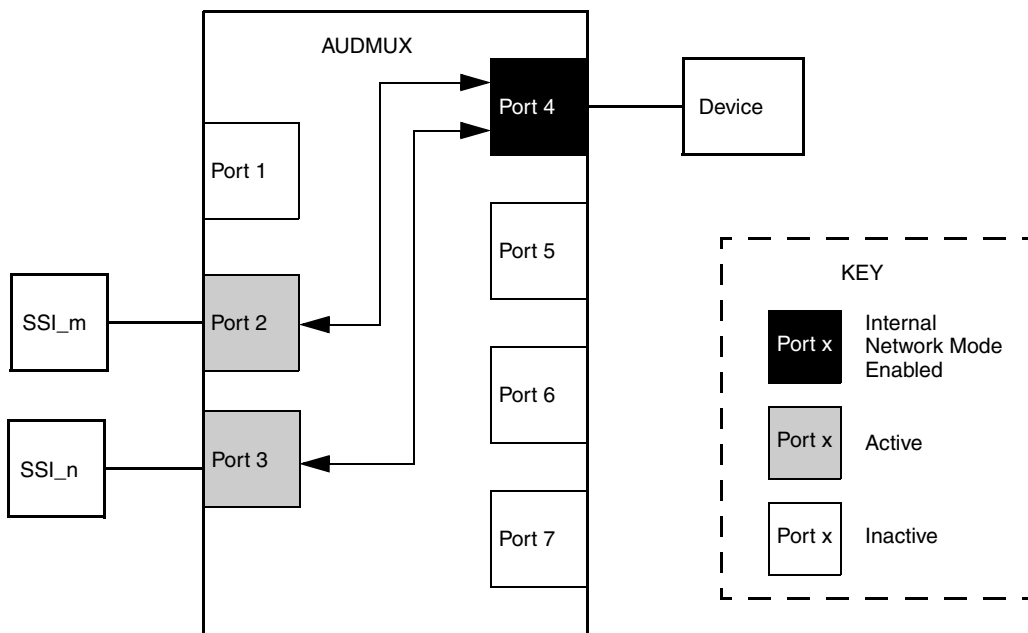 AUDMUX
Port 4
Device
Port 1
Port 5
SSI_m
Port 2
Port 6
SSI_n
Port 3
Port 7
KEY
Port x
Internal
Network Mode
Enabled
Port x
Active
Port x
Inactive